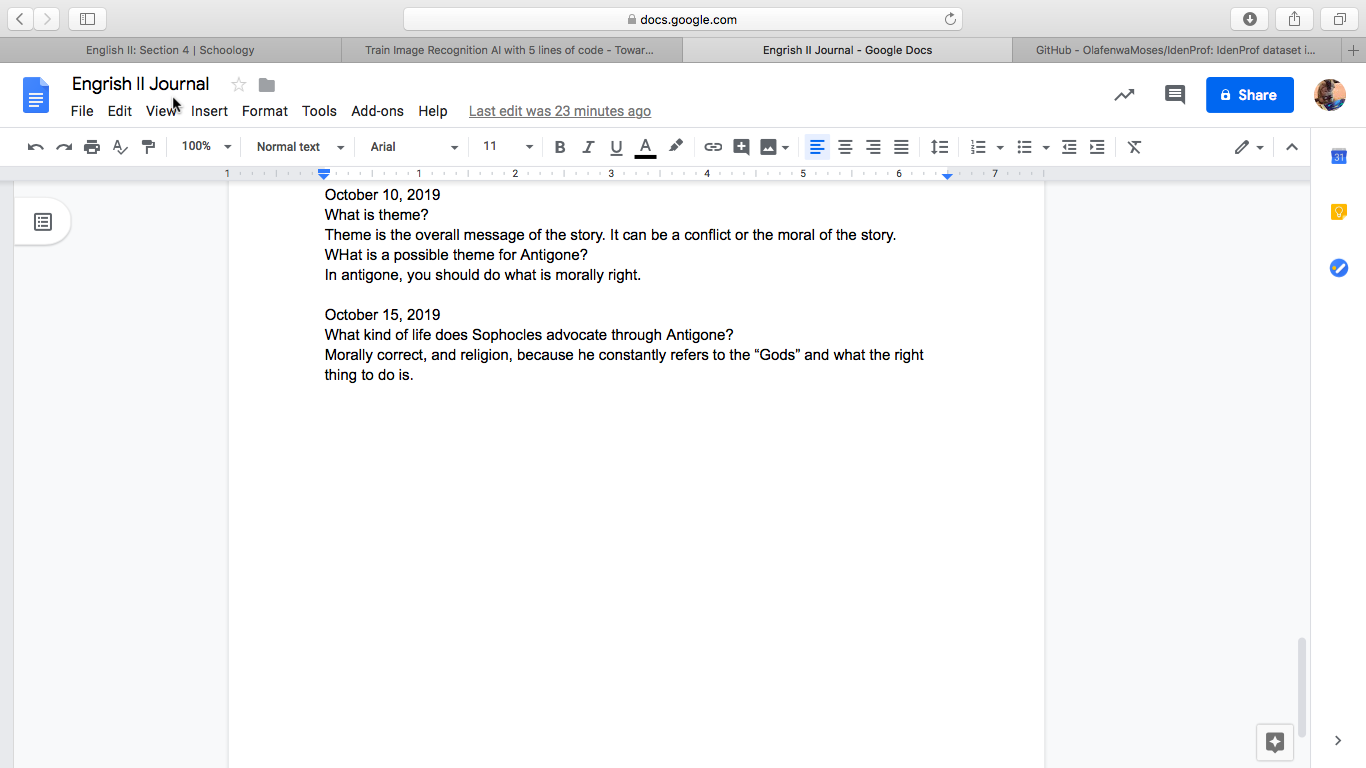 docs.google.com
English II: Section 4 | Schoology
Train Image Recognition AI with 5 lines of code - Towar...
Engrish II Journal - Google Docs
GitHub - OlafenwaMoses/IdenProf: IdenProf dataset i...
Engrish II Journal
File Edit View Insert Format Tools Add-ons Help Last edit was 23 minutes ago
Share
100% Normal text Arial 11 B I U A
1 1 2 3 4 5 6 7
31
October 10, 2019
What is theme?
Theme is the overall message of the story. It can be a conflict or the moral of the story.
WHat is a possible theme for Antigone?
In antigone, you should do what is morally right.
October 15, 2019
What kind of life does Sophocles advocate through Antigone?
Morally correct, and religion, because he constantly refers to the “Gods” and what the right
thing to do is.